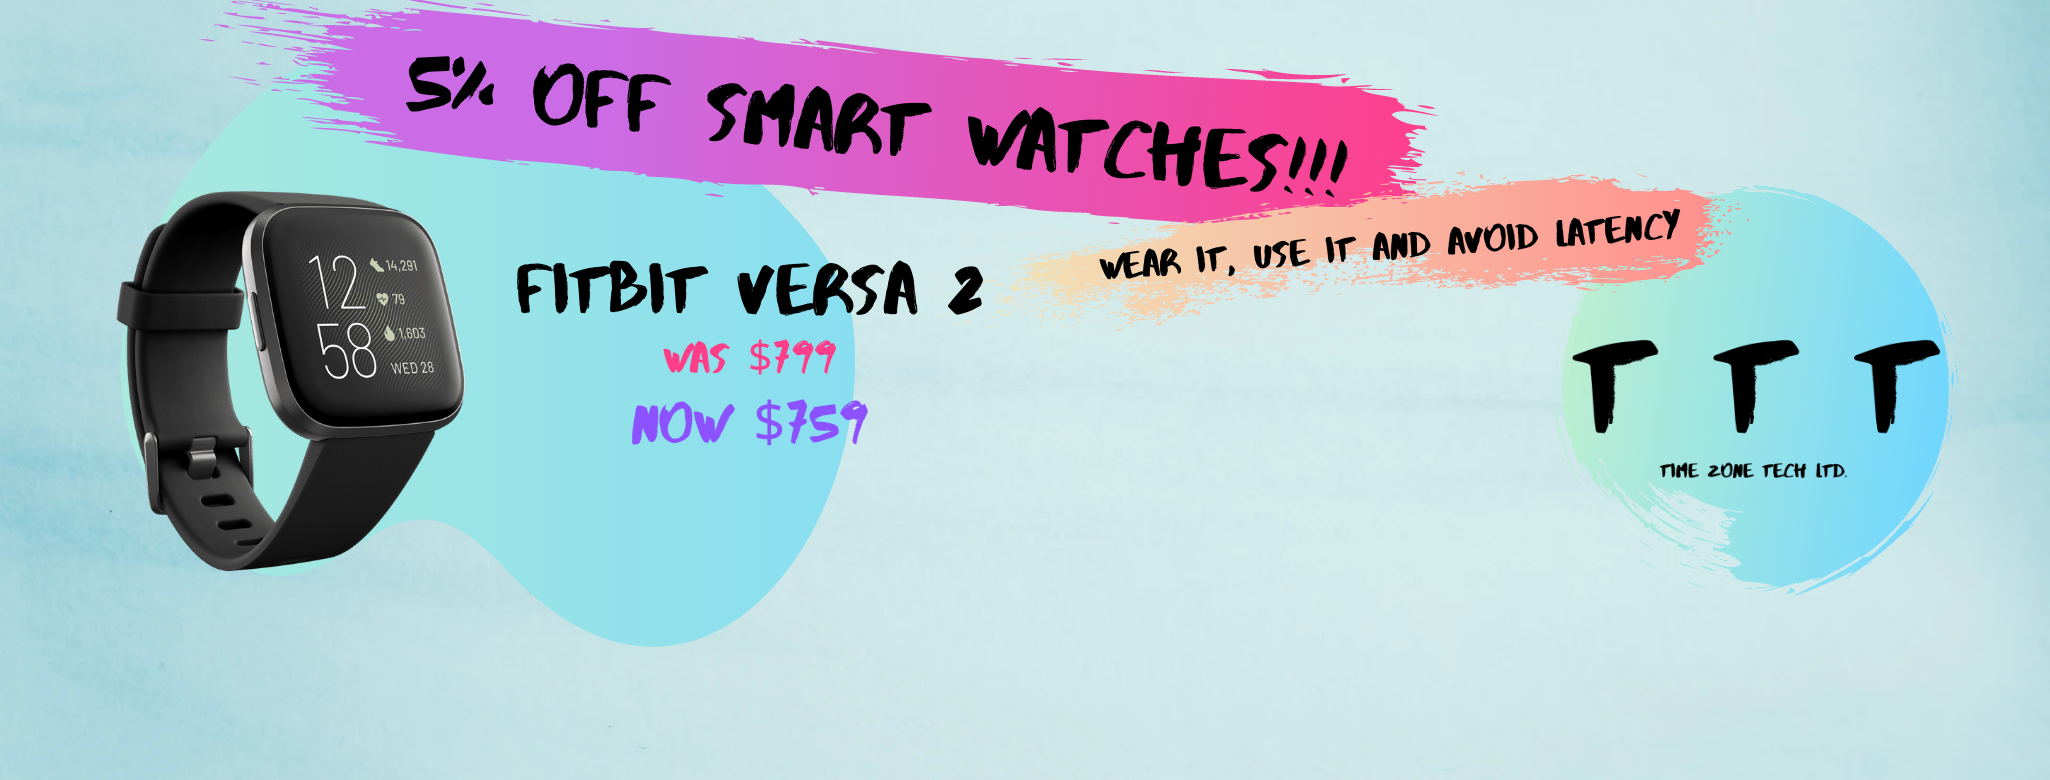 5% OFF SMART WATCHES!!!
WEAR IT, USE IT AND AVOID LATENCY
FITBIT VERSA 2
WAS $799
NOW $759
12
58
14,291
79
1,603
WED 28
T T T
TIME ZONE TECH LTD.